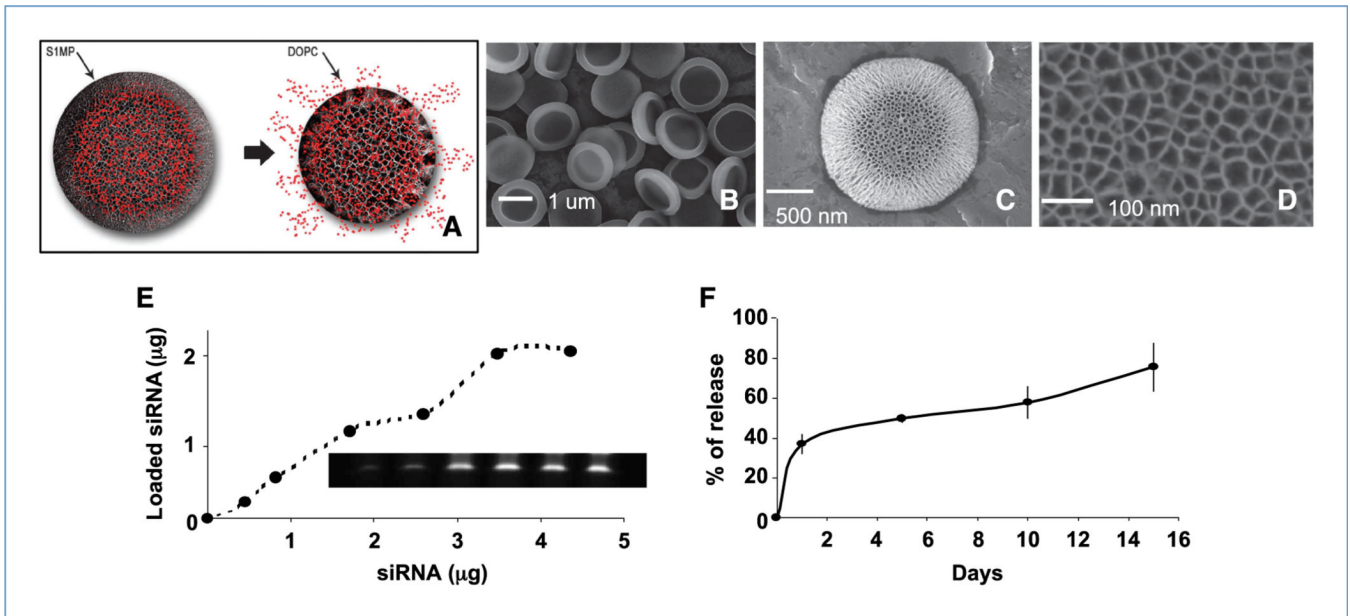 S1MP
DOPC
A
B
1 um
C
500 nm
D
100 nm
E
Loaded siRNA (µg)
2
1
0
1 2 3 4 5
siRNA (µg)
F
% of release
100
80
60
40
20
0
2 4 6 8 10 12 14 16
Days